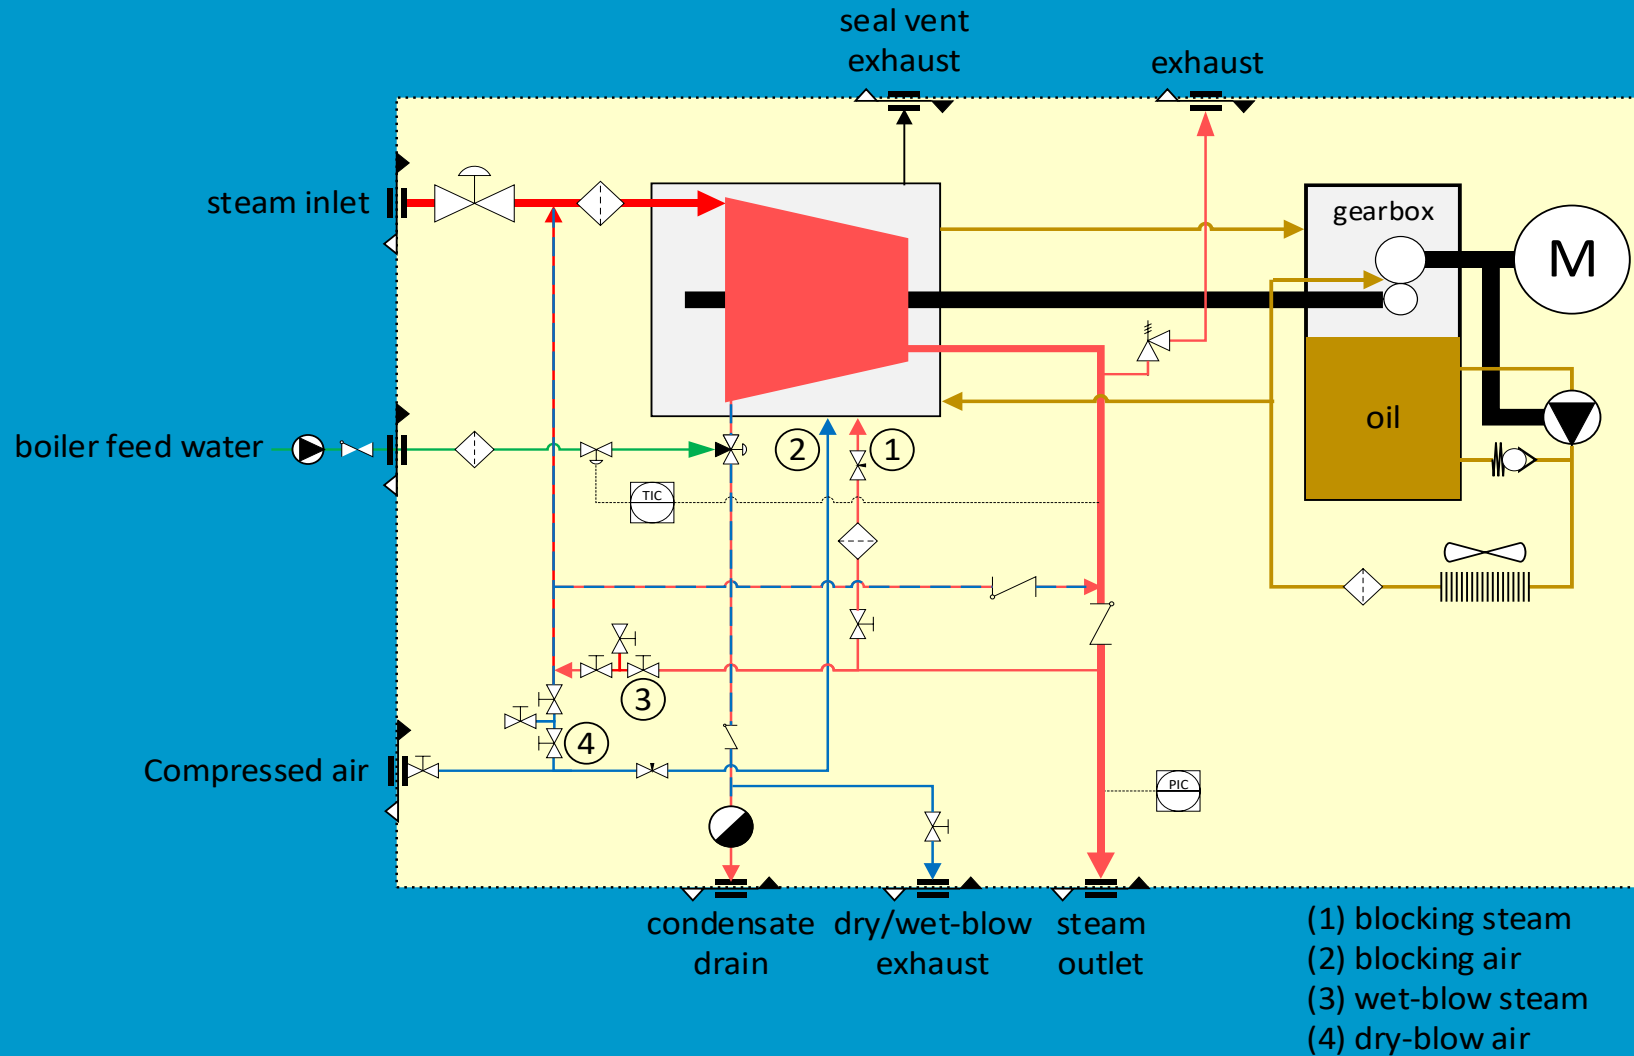 seal vent
exhaust
exhaust
steam inlet
gearbox
M
boiler feed water
2
1
oil
TIC
3
4
Compressed air
PIC
condensate
drain
dry/wet-blow
exhaust
steam
outlet
(1) blocking steam
(2) blocking air
(3) wet-blow steam
(4) dry-blow air